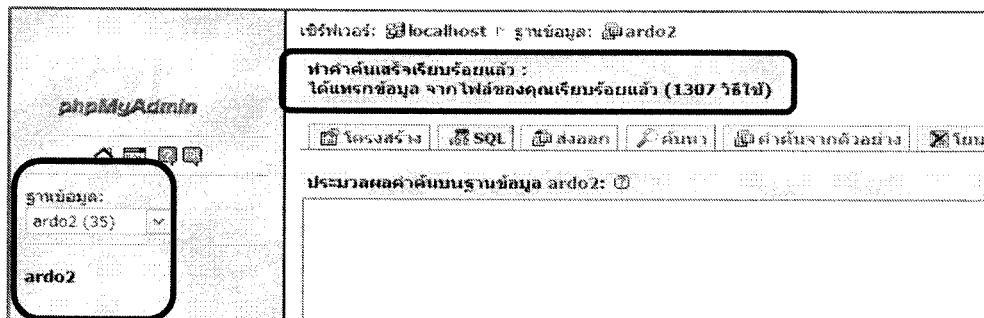 เซิร์ฟเวอร์: localhost ฐานข้อมูล: ardo2
ทำคำค้นเสร็จเรียบร้อยแล้ว :
ได้แทรกข้อมูล จากไฟล์ของคุณเรียบร้อยแล้ว (1307 วิธีใช้)
phpMyAdmin
โครงสร้าง SQL ส่งออก ค้นหา คำค้นจากตัวอย่าง
ฐานข้อมูล:
ardo2 (35)
ardo2
ประมวลผลคำค้นบนฐานข้อมูล ardo2: